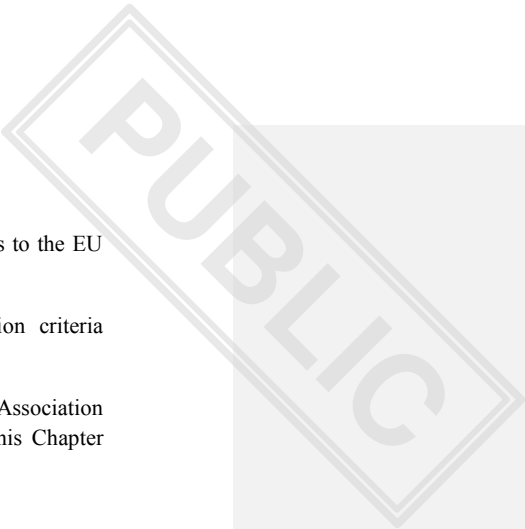 PUBLIC
s to the EU
ion criteria
Association
his Chapter